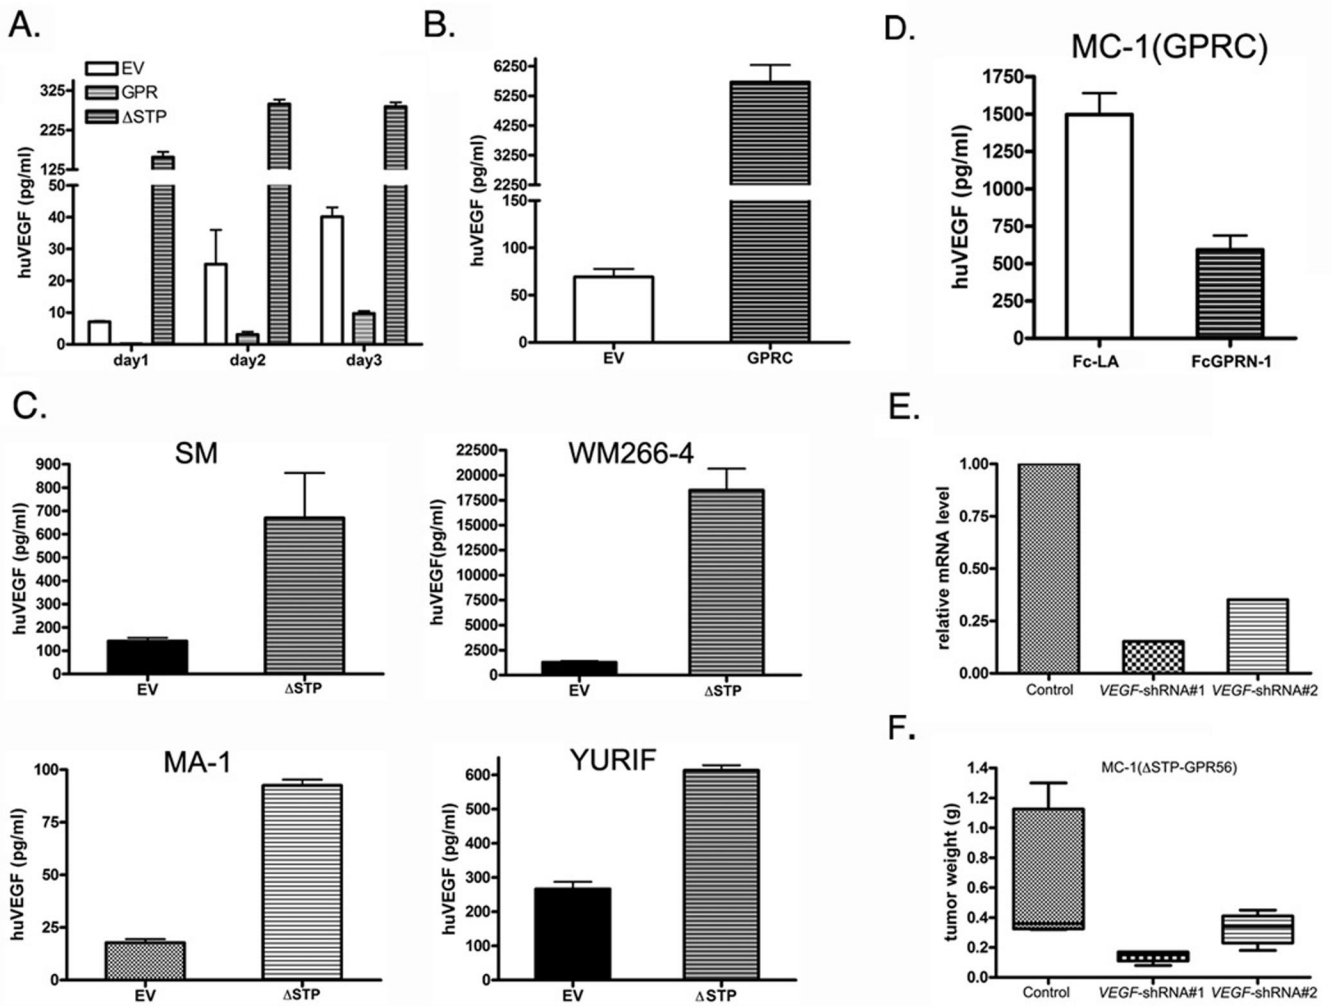 A.
EV
GPR
ΔSTP
huVEGF (pg/ml)
325
225
125
50
40
30
20
10
0
day1 day2 day3
B.
huVEGF (pg/ml)
6250
5250
4250
3250
2250
150
100
50
0
EV GPRC
D.
MC-1(GPRC)
huVEGF (pg/ml)
1750
1500
1250
1000
750
500
250
0
Fc-LA FcGPRN-1
C.
SM
huVEGF (pg/ml)
900
800
700
600
500
400
300
200
100
0
EV ΔSTP
WM266-4
huVEGF(pg/ml)
22500
20000
17500
15000
12500
10000
7500
5000
2500
0
EV ΔSTP
MA-1
huVEGF (pg/ml)
100
75
50
25
0
EV ΔSTP
YURIF
huVEGF (pg/ml)
600
500
400
300
200
100
0
EV ΔSTP
E.
relative mRNA level
1.00
0.75
0.50
0.25
0.00
Control VEGF-shRNA#1 VEGF-shRNA#2
F.
MC-1(ΔSTP-GPR56)
tumor weight (g)
1.4
1.2
1.0
0.8
0.6
0.4
0.2
0.0
Control VEGF-shRNA#1 VEGF-shRNA#2